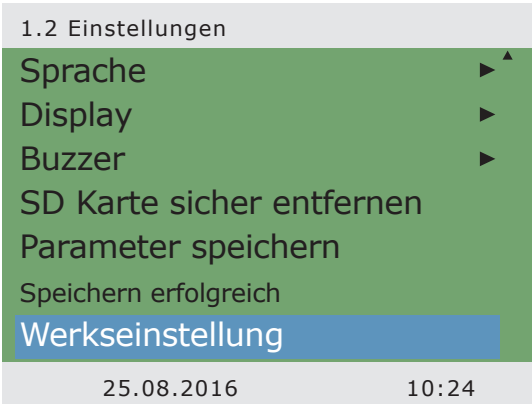 1.2 Einstellungen
Sprache
Display
Buzzer
SD Karte sicher entfernen
Parameter speichern
Speichern erfolgreich
Werkseinstellung
25.08.2016 10:24